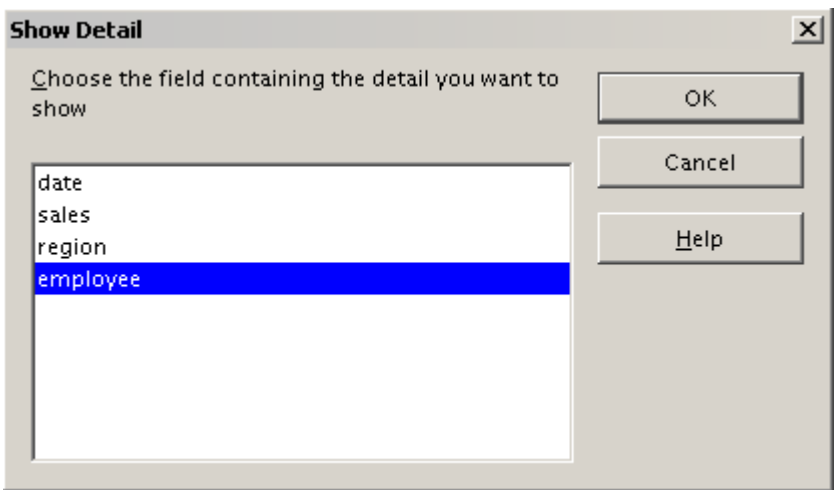 Show Detail
Choose the field containing the detail you want to
show
OK
Cancel
Help
date
sales
region
employee